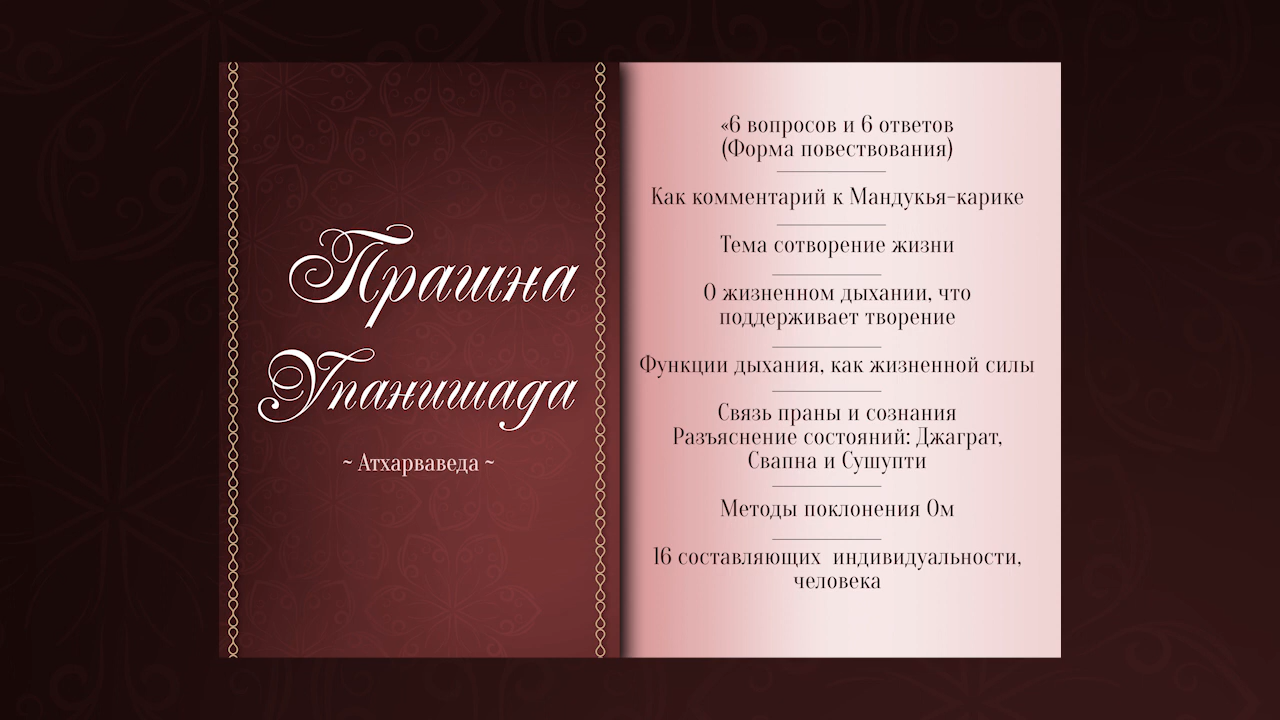 Прашна
Упанишада
~ Атхарваведа ~
«6 вопросов и 6 ответов
(Форма повествования)
Как комментарий к Мандукья-карике
Тема сотворение жизни
О жизненном дыхании, что
поддерживает творение
Функции дыхания, как жизненной силы
Связь праны и сознания
Разъяснение состояний: Джаграт,
Свапна и Сушупти
Методы поклонения Ом
16 составляющих  индивидуальности,
человека